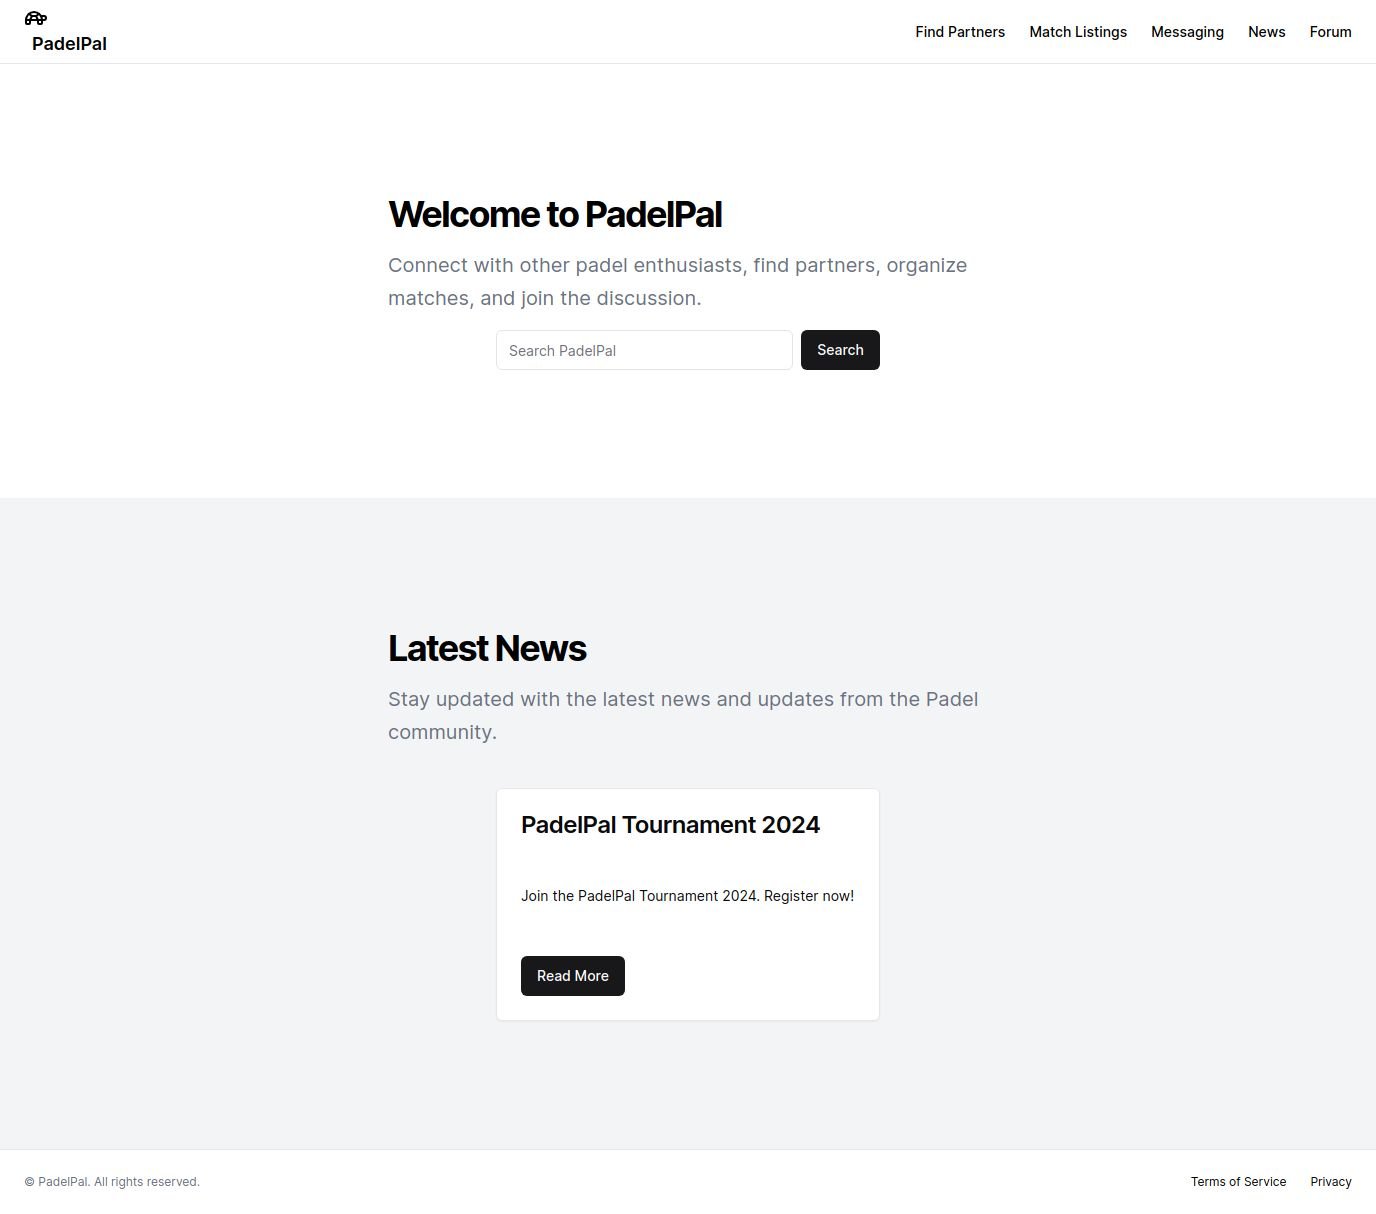 PadelPal
Find Partners
Match Listings
Messaging
News
Forum
Welcome to PadelPal
Connect with other padel enthusiasts, find partners, organize
matches, and join the discussion.
Search PadelPal
Search
Latest News
Stay updated with the latest news and updates from the Padel
community.
PadelPal Tournament 2024
Join the PadelPal Tournament 2024. Register now!
Read More
© PadelPal. All rights reserved.
Terms of Service
Privacy